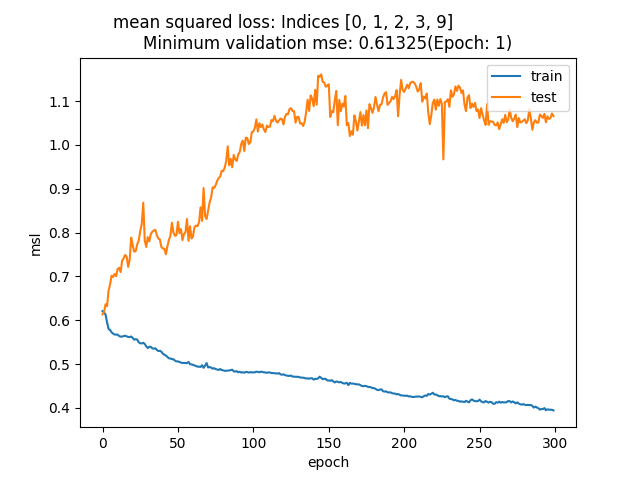 mean squared loss: Indices [0, 1, 2, 3, 9]
Minimum validation mse: 0.61325(Epoch: 1)
train
test
1.1
1.0
0.9
0.8
0.7
0.6
0.5
0.4
msl
0
50
100
150
200
250
300
epoch